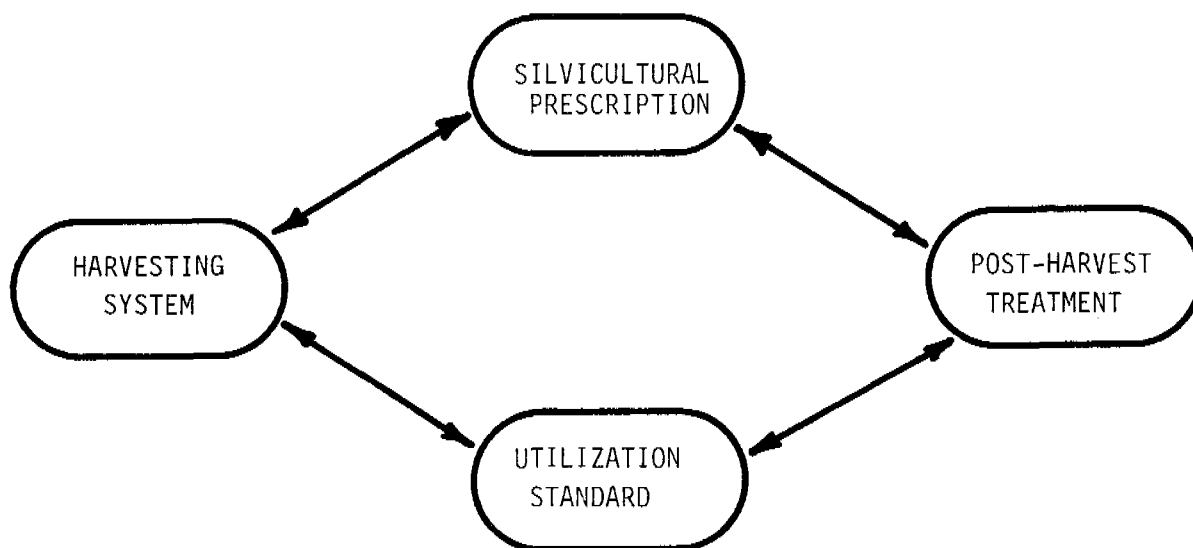 SILVICULTURAL
PRESCRIPTION
HARVESTING
SYSTEM
POST-HARVEST
TREATMENT
UTILIZATION
STANDARD